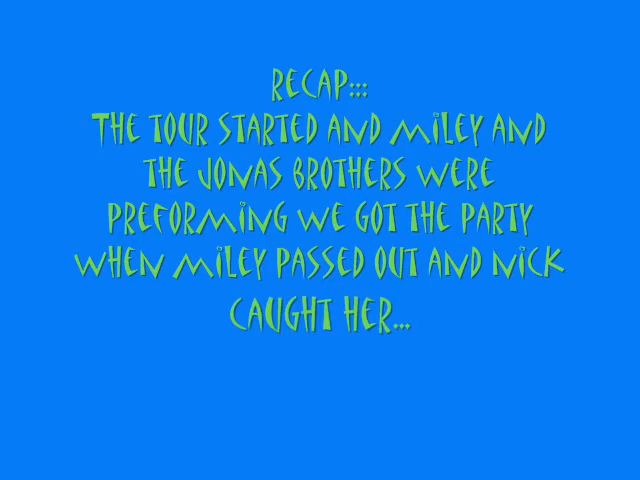 RECAP:::
THE TOUR STARTED AND MILEY AND
THE JONAS BROTHERS WERE
PREFORMING WE GOT THE PARTY
WHEN MILEY PASSED OUT AND NICK
CAUGHT HER...